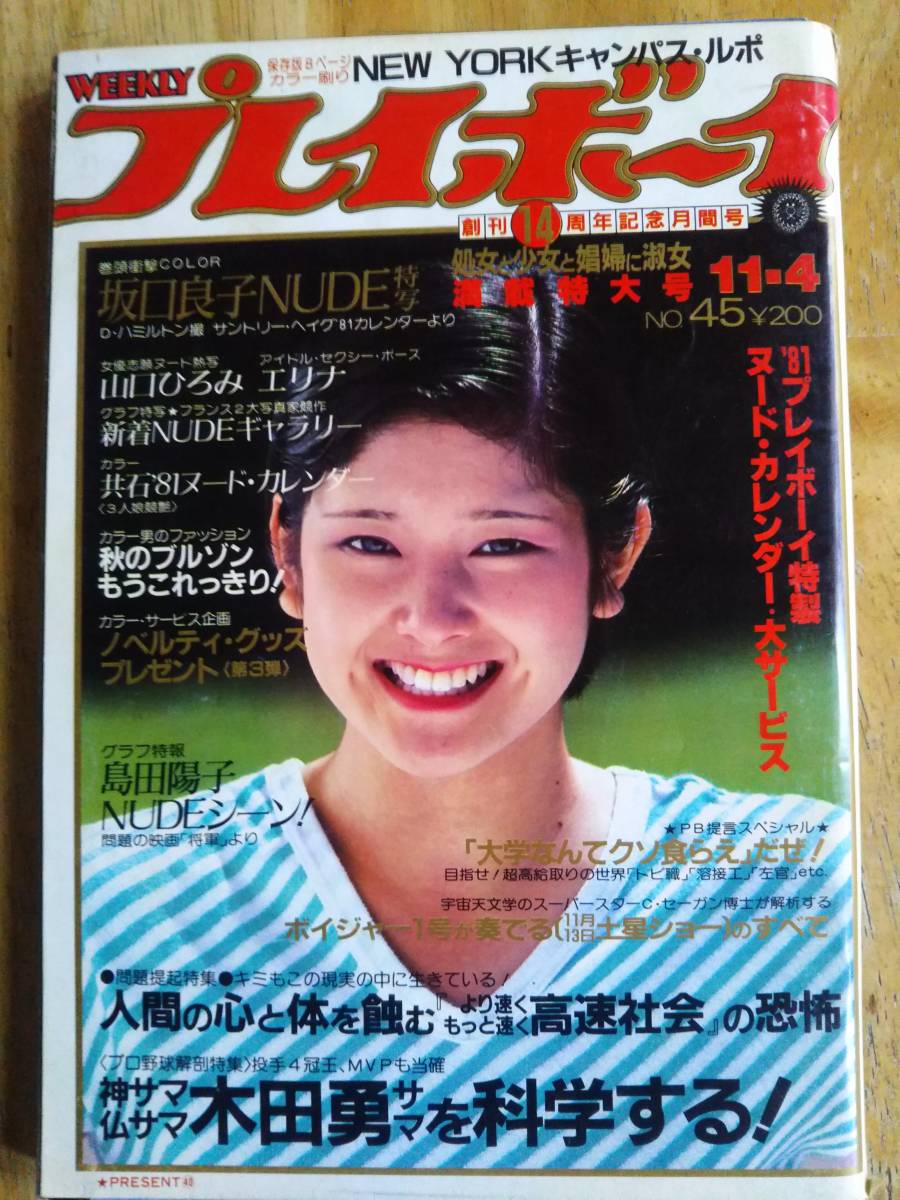 保存版8ページ
カラー刷り
NEW YORKキャンパス・ルポ
WEEKLY
プレイボーイ
創刊14周年記念月間号
処女と少女と娼婦に淑女
満載特大号
11-4
NO. 45 ¥200
巻頭衝撃COLOR
坂口良子NUDE特写
D・ハミルトン撮 サントリー・ヘイグ'81カレンダーより
女優志願ヌード熱写
山口ひろみ
アイドル・セクシー・ポーズ
エリナ
グラフ特写★フランス2大写真家競作
新着NUDEギャラリー
カラー
共石'81ヌード・カレンダー
〈3人娘競艶〉
カラー男のファッション
秋のブルゾン
もうこれっきり!
カラー・サービス企画
ノベルティ・グッズ
プレゼント〈第3弾〉
'81プレイボーイ特製
ヌード・カレンダー・大サービス
グラフ特報
島田陽子
NUDEシーン!
問題の映画「将軍」より
★PB提言スペシャル★
「大学なんてクソ食らえ」だぜ!
目指せ!超高給取りの世界「トビ職」「溶接工」「左官」etc.
宇宙天文学のスーパースターC・セーガン博士が解析する
ボイジャー1号が奏でる(11月13日土星ショー)のすべて
●問題提起特集●キミもこの現実の中に生きている!
人間の心と体を蝕む『より速くもっと速く高速社会』の恐怖
〈プロ野球解剖特集〉投手4冠王、MVPも当確
神サマ仏サマ木田勇サマを科学する!
★PRESENT 40